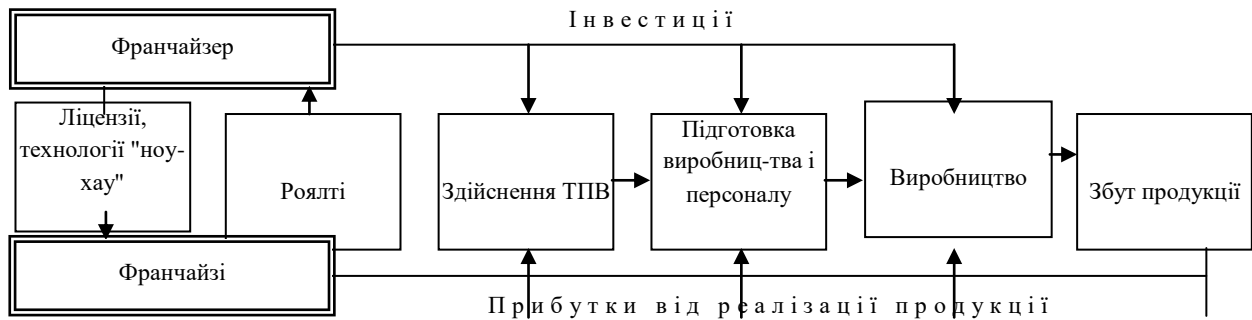 Інвестиції
Франчайзер
Ліцензії,
технології "ноу-
хау"
Роялті
Здійснення ТПВ
Підготовка
виробниц-тва і
персоналу
Виробництво
Збут продукції
Франчайзі
Прибутки від реалізації продукції